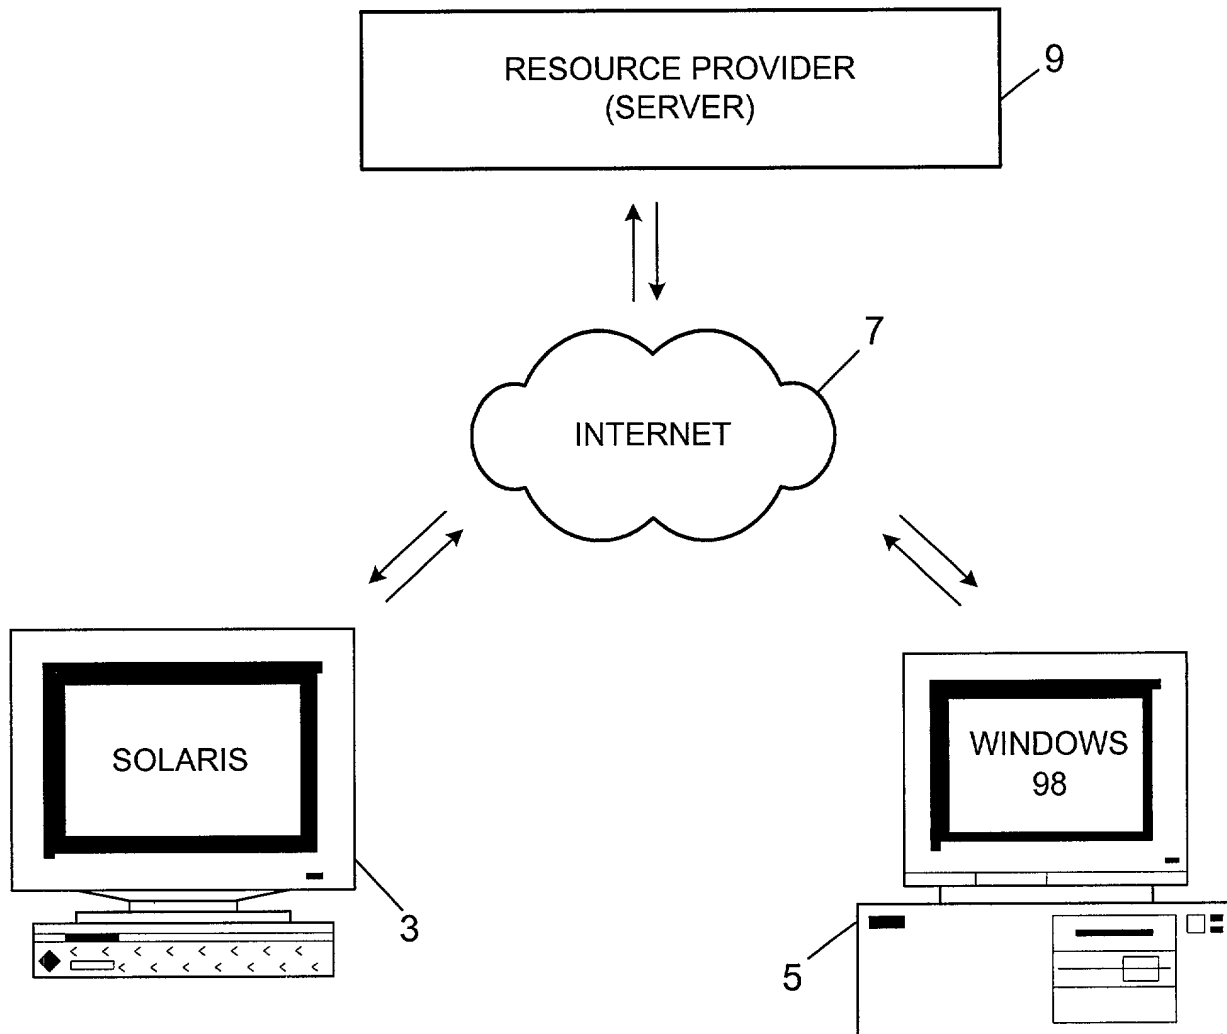 RESOURCE PROVIDER
(SERVER)
9
7
INTERNET
SOLARIS
WINDOWS
98
3
5